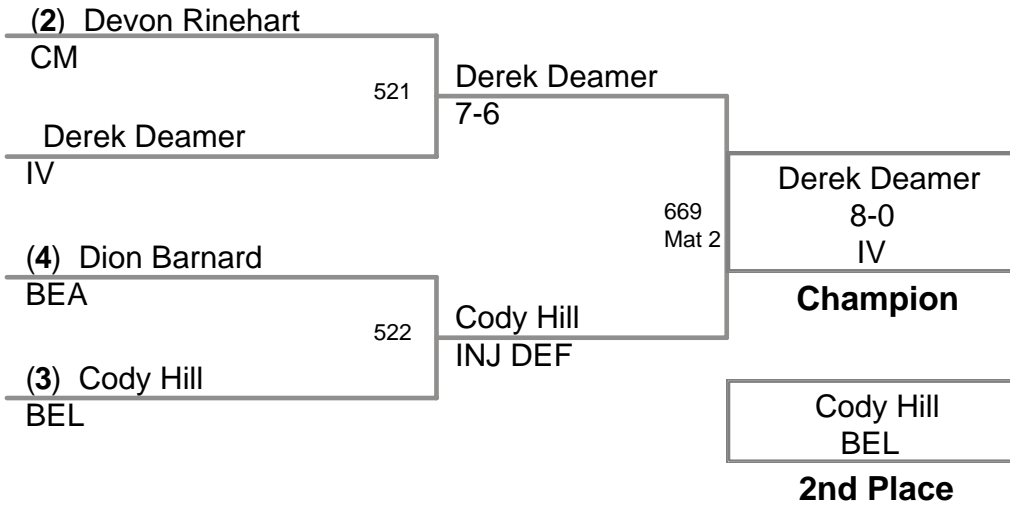 (2) Devon Rinehart
CM
521
Derek Deamer
7-6
Derek Deamer
IV
Derek Deamer
8-0
IV
669
Mat 2
Champion
(4) Dion Barnard
BEA
522
Cody Hill
INJ DEF
(3) Cody Hill
BEL
Cody Hill
BEL
2nd Place